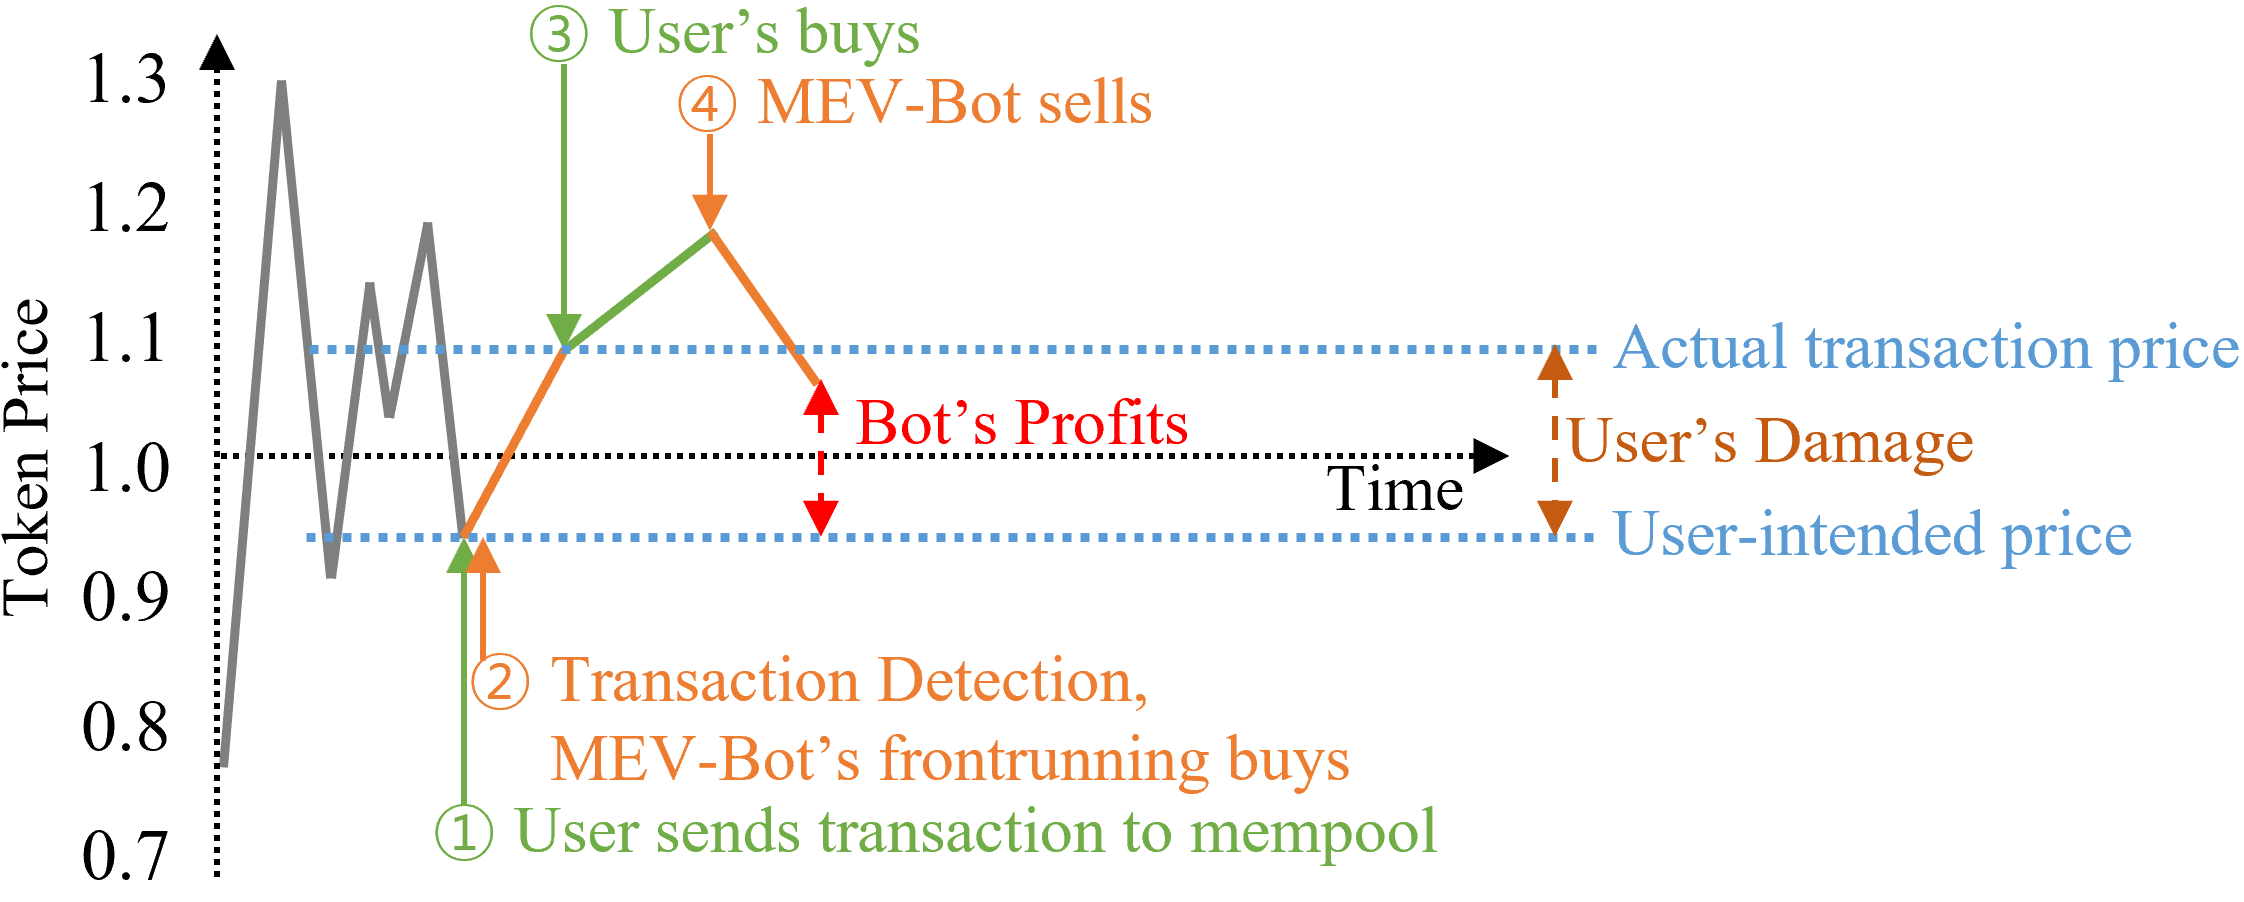 ③ User’s buys
④ MEV-Bot sells
1.3
1.2
1.1
1.0
0.9
0.8
0.7
Token Price
Actual transaction price
Bot’s Profits
User’s Damage
Time
User-intended price
② Transaction Detection,
MEV-Bot’s frontrunning buys
① User sends transaction to mempool